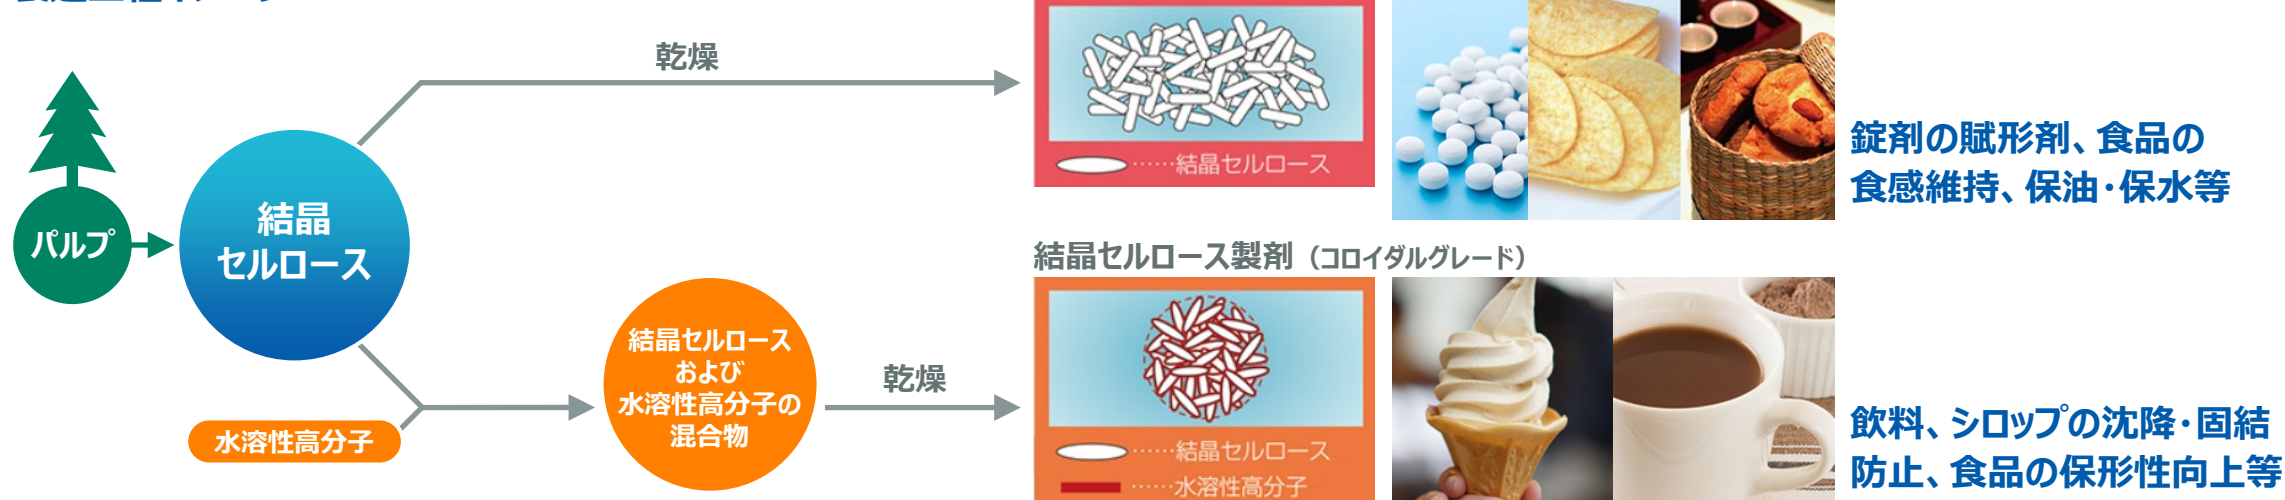 乾燥
……結晶セルロース
錠剤の賦形剤、食品の
食感維持、保油・保水等
パルプ
結晶
セルロース
結晶セルロース製剤（コロイダルグレード）
結晶セルロース
および
水溶性高分子の
混合物
乾燥
水溶性高分子
……結晶セルロース
……水溶性高分子
飲料、シロップの沈降・固結
防止、食品の保形性向上等